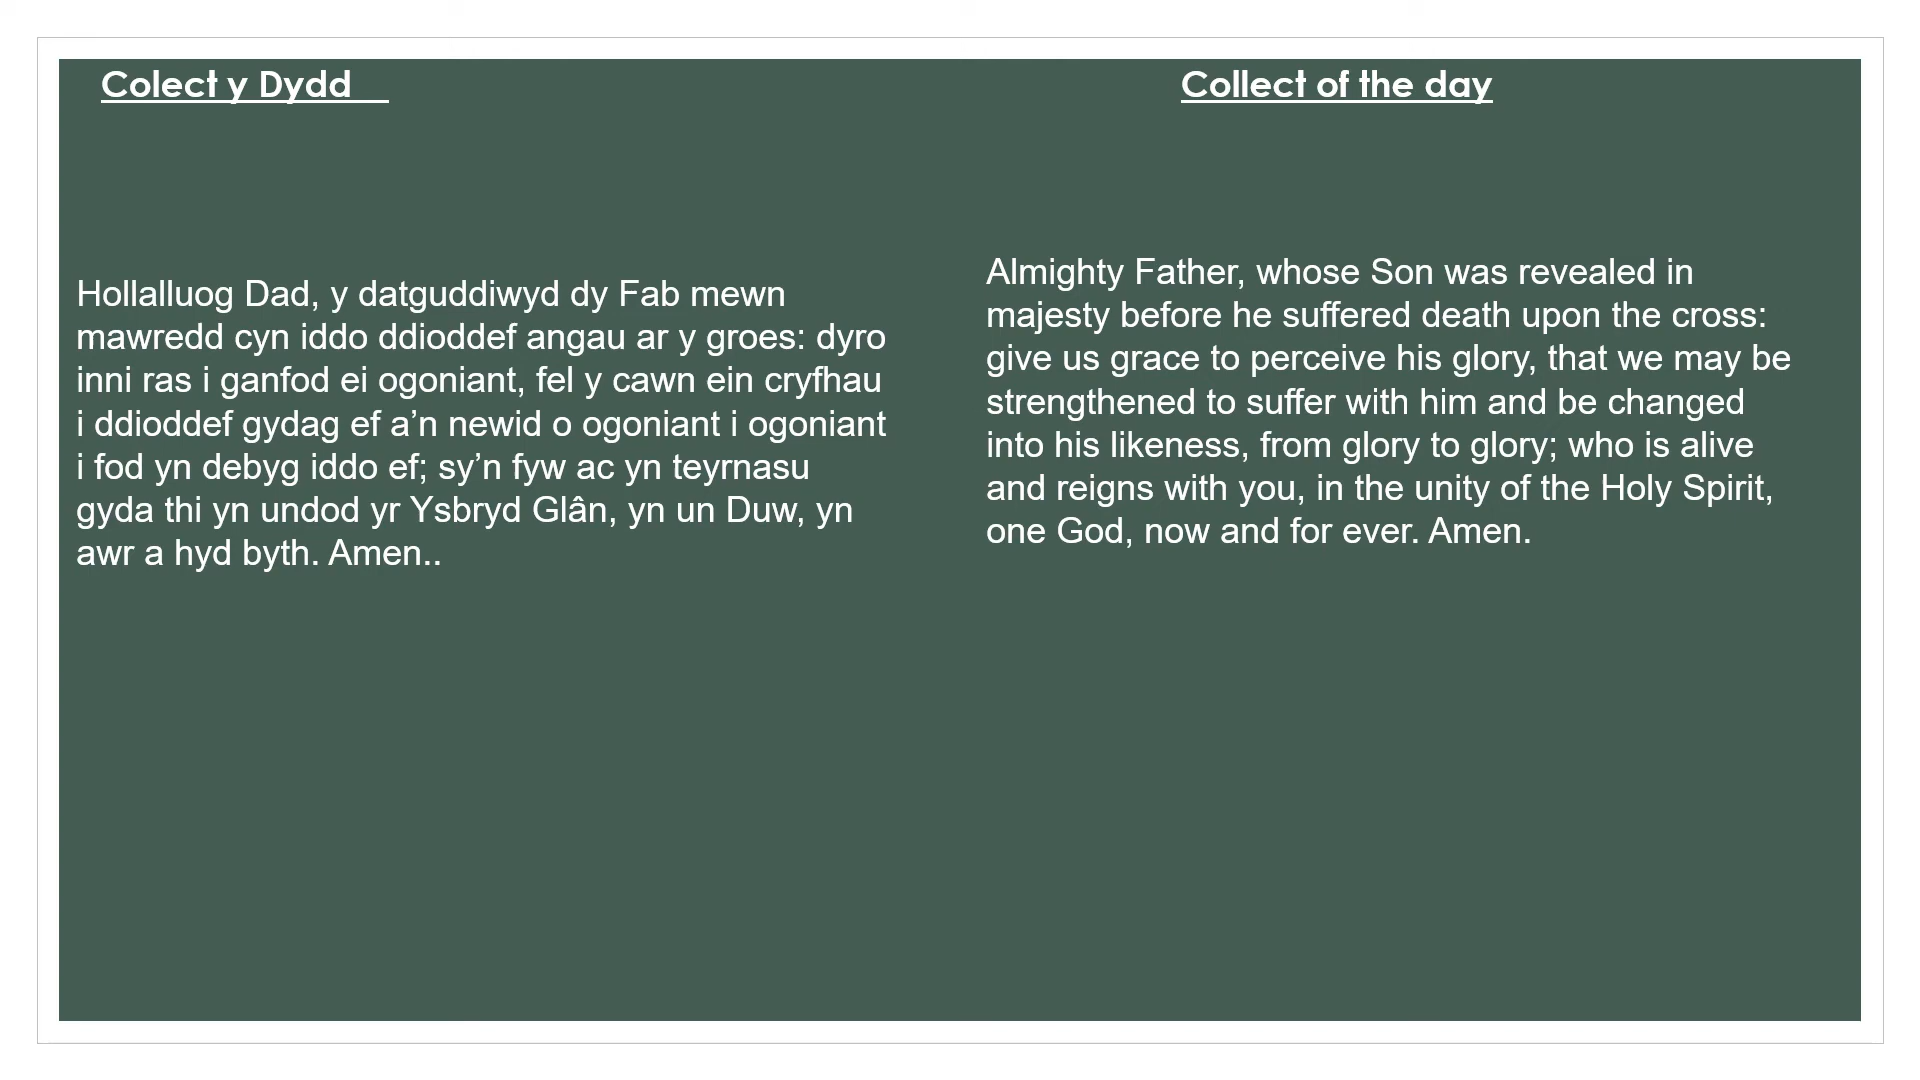 Colect y Dydd
Hollalluog Dad, y datguddiwyd dy Fab mewn
mawredd cyn iddo ddioddef angau ar y groes: dyro
inni ras i ganfod ei ogoniant, fel y cawn ein cryfhau
i ddioddef gydag ef a’n newid o ogoniant i ogoniant
i fod yn debyg iddo ef; sy’n fyw ac yn teyrnasu
gyda thi yn undod yr Ysbryd Glân, yn un Duw, yn
awr a hyd byth. Amen..
Collect of the day
Almighty Father, whose Son was revealed in
majesty before he suffered death upon the cross:
give us grace to perceive his glory, that we may be
strengthened to suffer with him and be changed
into his likeness, from glory to glory; who is alive
and reigns with you, in the unity of the Holy Spirit,
one God, now and for ever. Amen.